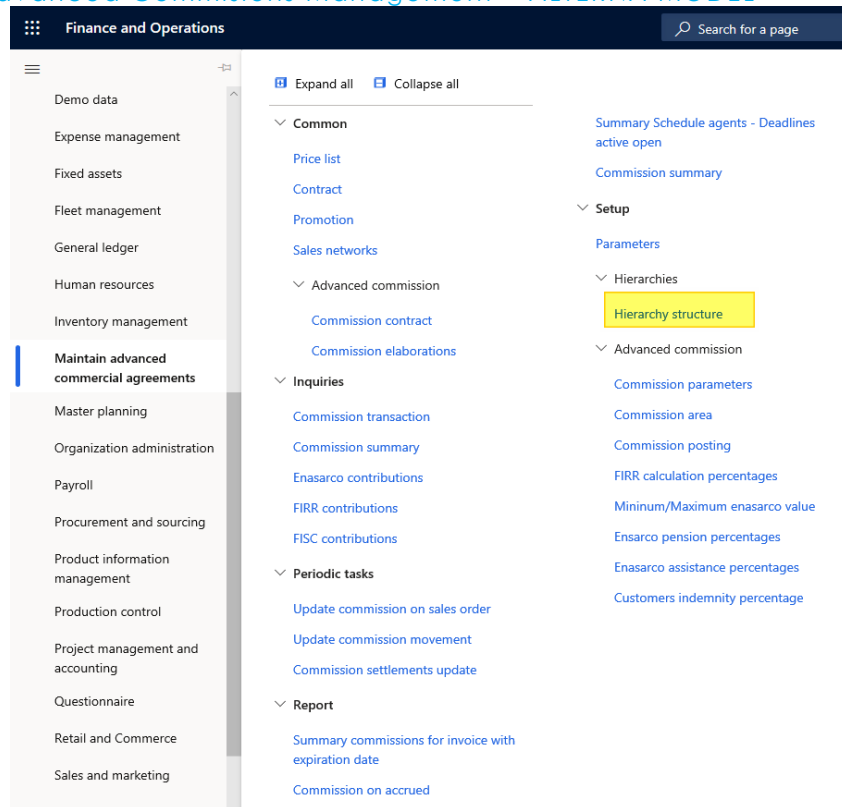 Advanced Commissions Management – ALTERNA MODEL
Finance and Operations
Search for a page
Demo data
Expense management
Fixed assets
Fleet management
General ledger
Human resources
Inventory management
Maintain advanced
commercial agreements
Master planning
Organization administration
Payroll
Procurement and sourcing
Product information
management
Production control
Project management and
accounting
Questionnaire
Retail and Commerce
Sales and marketing
Expand all
Collapse all
Common
Price list
Contract
Promotion
Sales networks
Advanced commission
Commission contract
Commission elaborations
Inquiries
Commission transaction
Commission summary
Enasarco contributions
FIRR contributions
FISC contributions
Periodic tasks
Update commission on sales order
Update commission movement
Commission settlements update
Report
Summary commissions for invoice with
expiration date
Commission on accrued
Summary Schedule agents - Deadlines
active open
Commission summary
Setup
Parameters
Hierarchies
Hierarchy structure
Advanced commission
Commission parameters
Commission area
Commission posting
FIRR calculation percentages
Mininum/Maximum enasarco value
Ensarco pension percentages
Enasarco assistance percentages
Customers indemnity percentage